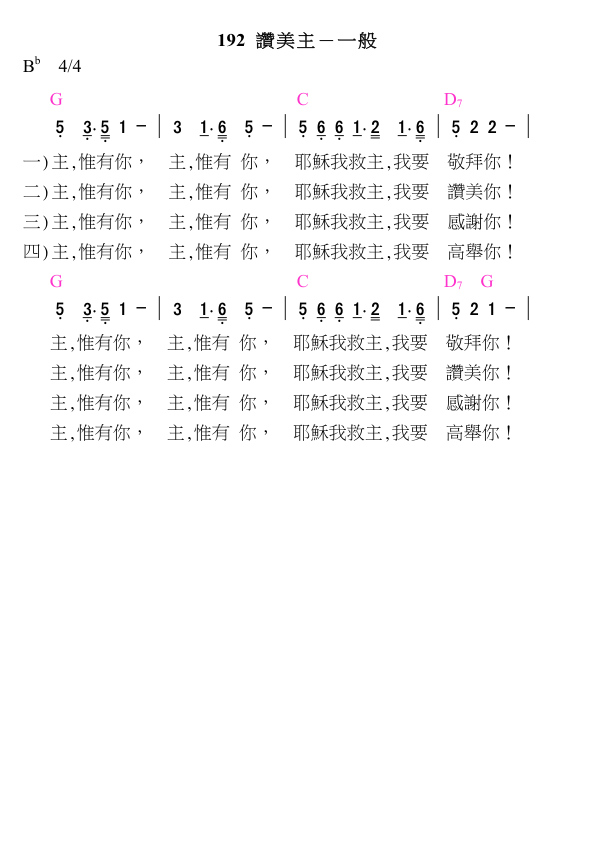 192 讚美主－一般
B♭ 4/4
G C D7
5̣ 3̣· 5̣ 1 － | 3 1· 6̣ 5̣ － | 5̣ 6̣ 6̣ 1· 2 1· 6̣ | 5̣ 2 2 － |
一)主,惟有你， 主,惟有 你， 耶穌我救主,我要 敬拜你！
二)主,惟有你， 主,惟有 你， 耶穌我救主,我要 讚美你！
三)主,惟有你， 主,惟有 你， 耶穌我救主,我要 感謝你！
四)主,惟有你， 主,惟有 你， 耶穌我救主,我要 高舉你！
G C D7 G
5̣ 3̣· 5̣ 1 － | 3 1· 6̣ 5̣ － | 5̣ 6̣ 6̣ 1· 2 1· 6̣ | 5̣ 2 1 － |
主,惟有你， 主,惟有 你， 耶穌我救主,我要 敬拜你！
主,惟有你， 主,惟有 你， 耶穌我救主,我要 讚美你！
主,惟有你， 主,惟有 你， 耶穌我救主,我要 感謝你！
主,惟有你， 主,惟有 你， 耶穌我救主,我要 高舉你！